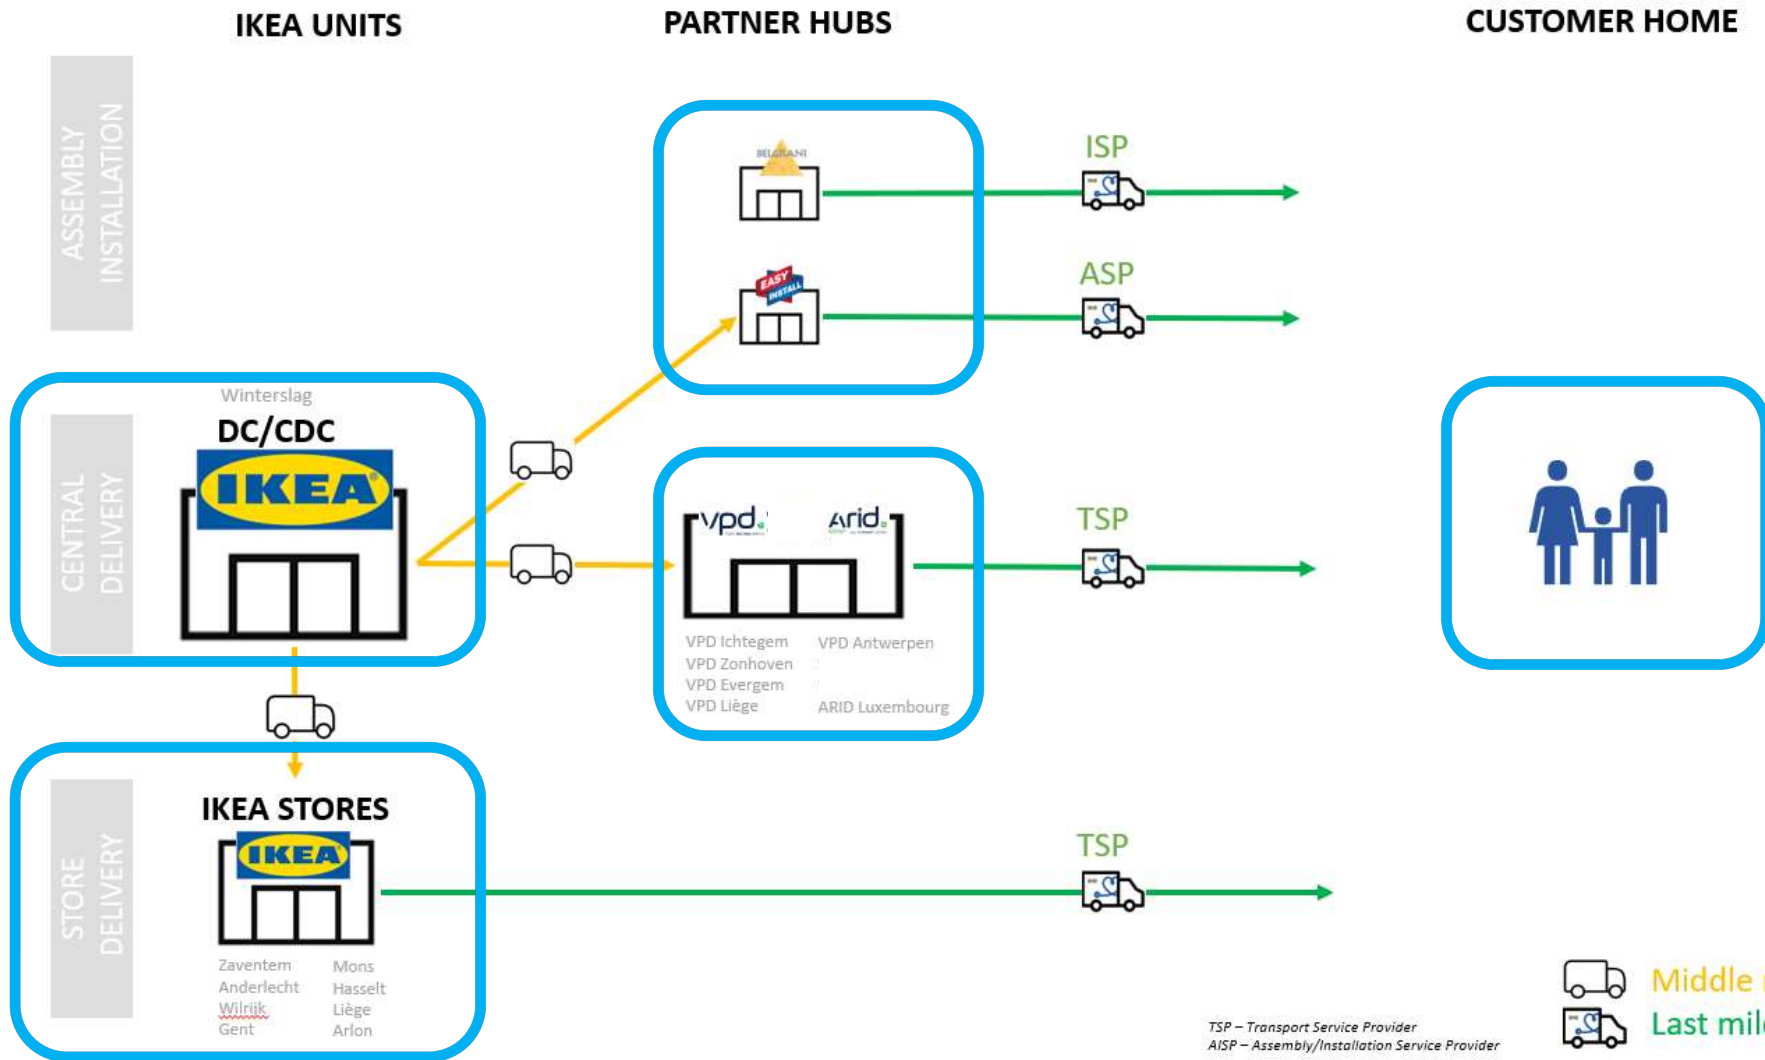 IKEA UNITS
PARTNER HUBS
CUSTOMER HOME
ASSEMBLY
INSTALLATION
BELGRANI
ISP
EASY
INSTALL
ASP
CENTRAL
DELIVERY
Winterslag
DC/CDC
IKEA
vpd.
Arid.
TSP
VPD Ichtegem VPD Antwerpen
VPD Zonhoven
VPD Evergem
VPD Liège ARID Luxembourg
STORE
DELIVERY
IKEA STORES
IKEA
TSP
Zaventem Mons
Anderlecht Hasselt
Wilrijk Liège
Gent Arlon
TSP – Transport Service Provider
AISP – Assembly/Installation Service Provider
Middle
Last mil